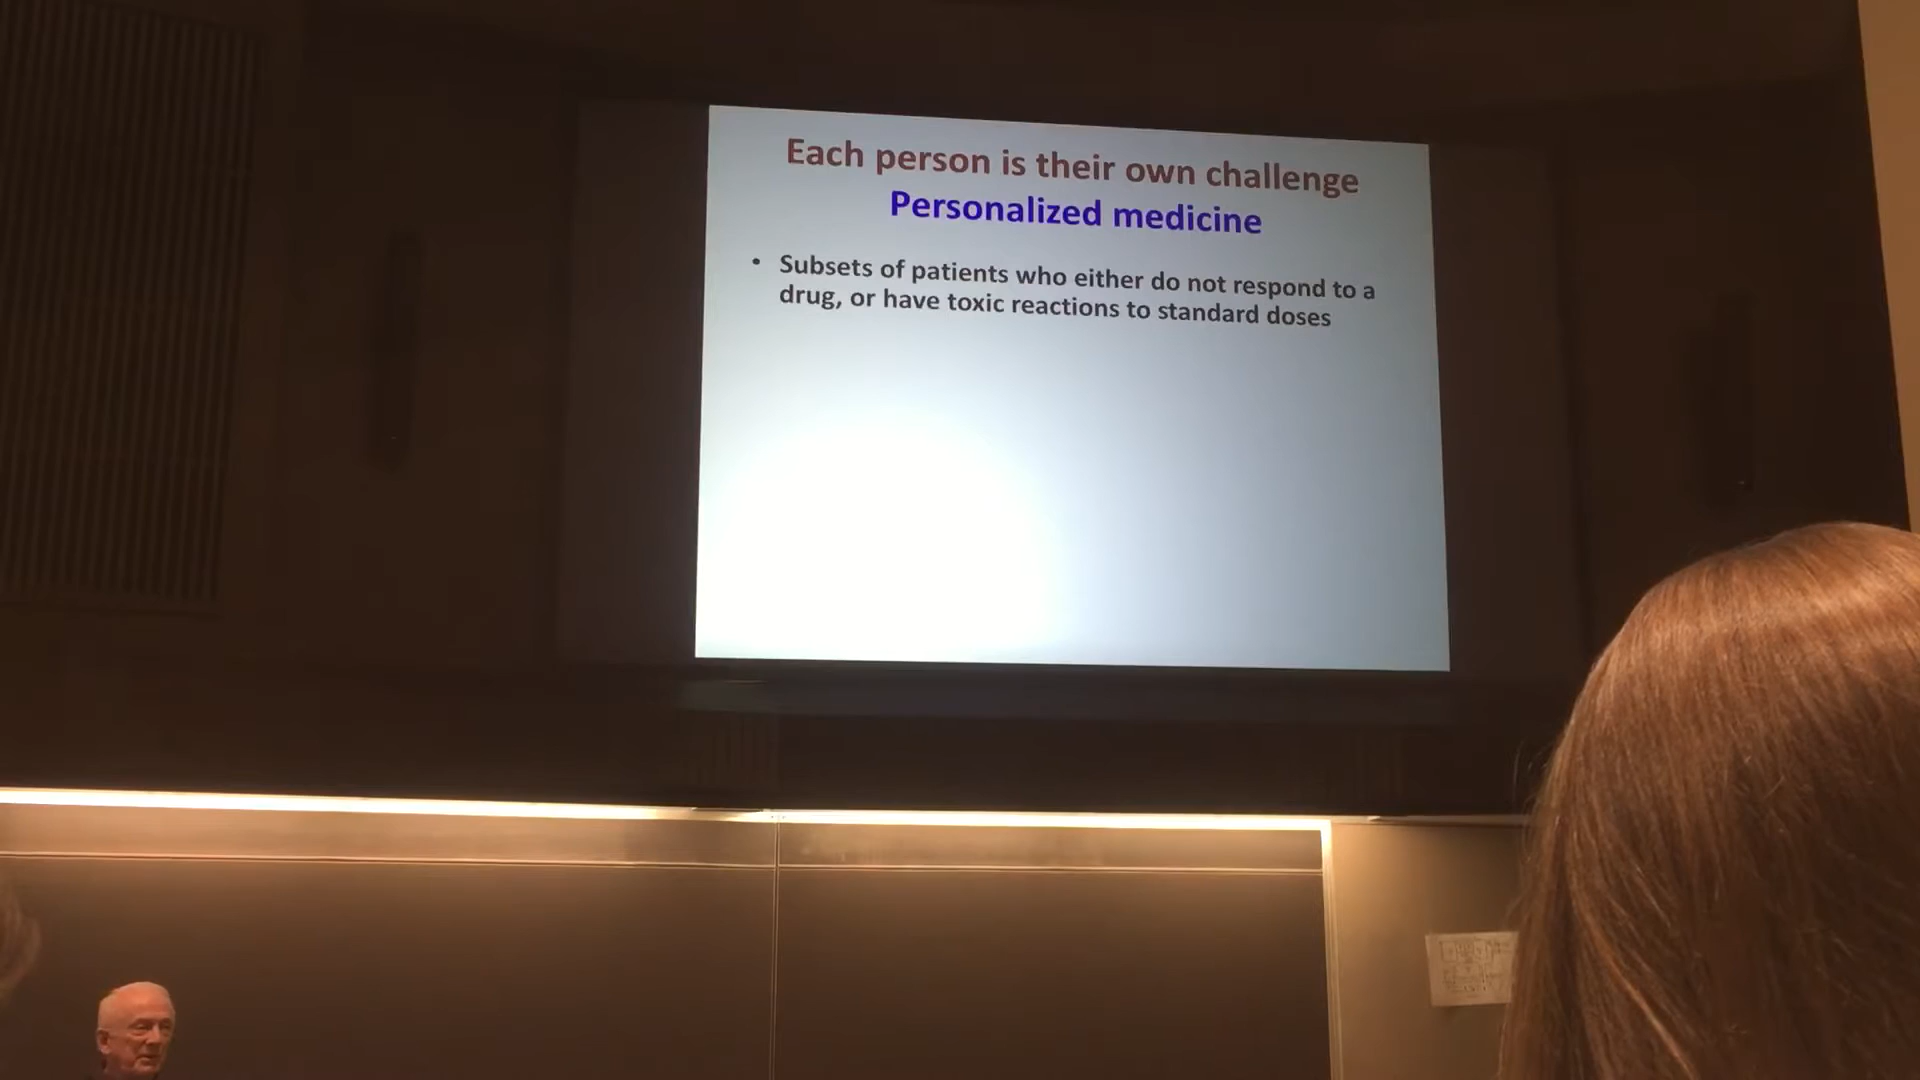 Each person is their own challenge
Personalized medicine
• Subsets of patients who either do not respond to a
drug, or have toxic reactions to standard doses